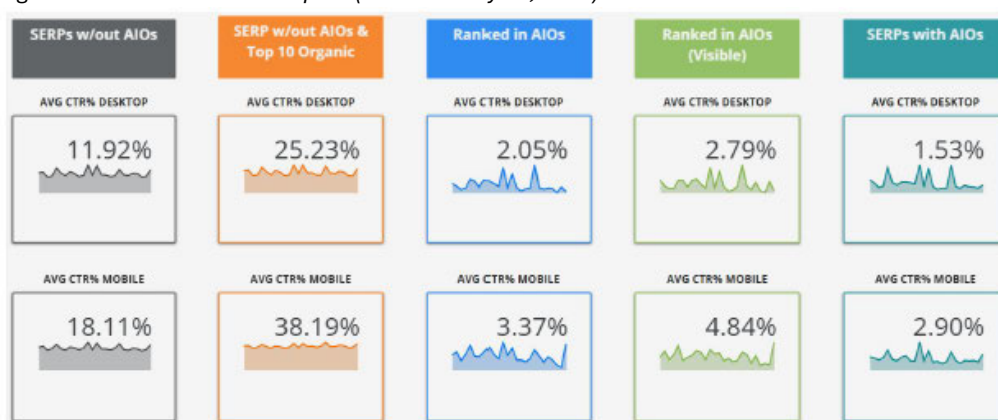 SERPs w/out AIOs
SERP w/out AIOs &
Top 10 Organic
Ranked in AIOs
Ranked in AIOs
(Visible)
SERPs with AIOs
AVG CTR% DESKTOP
AVG CTR% DESKTOP
AVG CTR% DESKTOP
AVG CTR% DESKTOP
AVG CTR% DESKTOP
11.92%
25.23%
2.05%
2.79%
1.53%
AVG CTR% MOBILE
AVG CTR% MOBILE
AVG CTR% MOBILE
AVG CTR% MOBILE
AVG CTR% MOBILE
18.11%
38.19%
3.37%
4.84%
2.90%